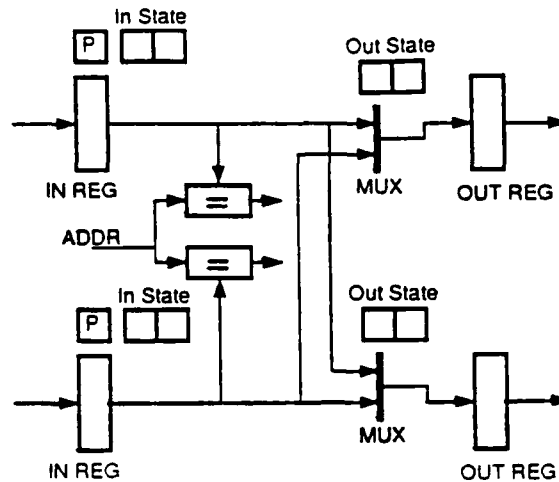 In State
P
Out State
IN REG
MUX
OUT REG
=
ADDR
=
In State
Out State
P
MUX
IN REG
OUT REG